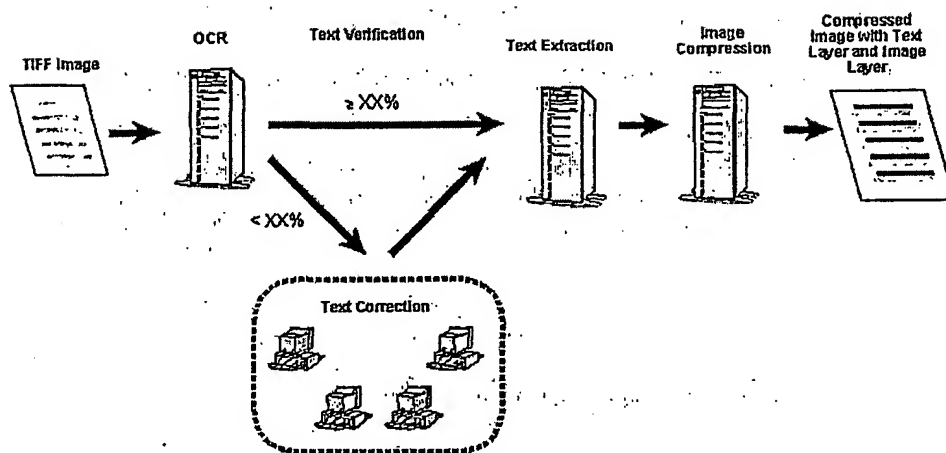 TIFF Image
OCR
Text Verification
≥ XX%
< XX%
Text Correction
Text Extraction
Image
Compression
Compressed
Image with Text
Layer and Image
Layer